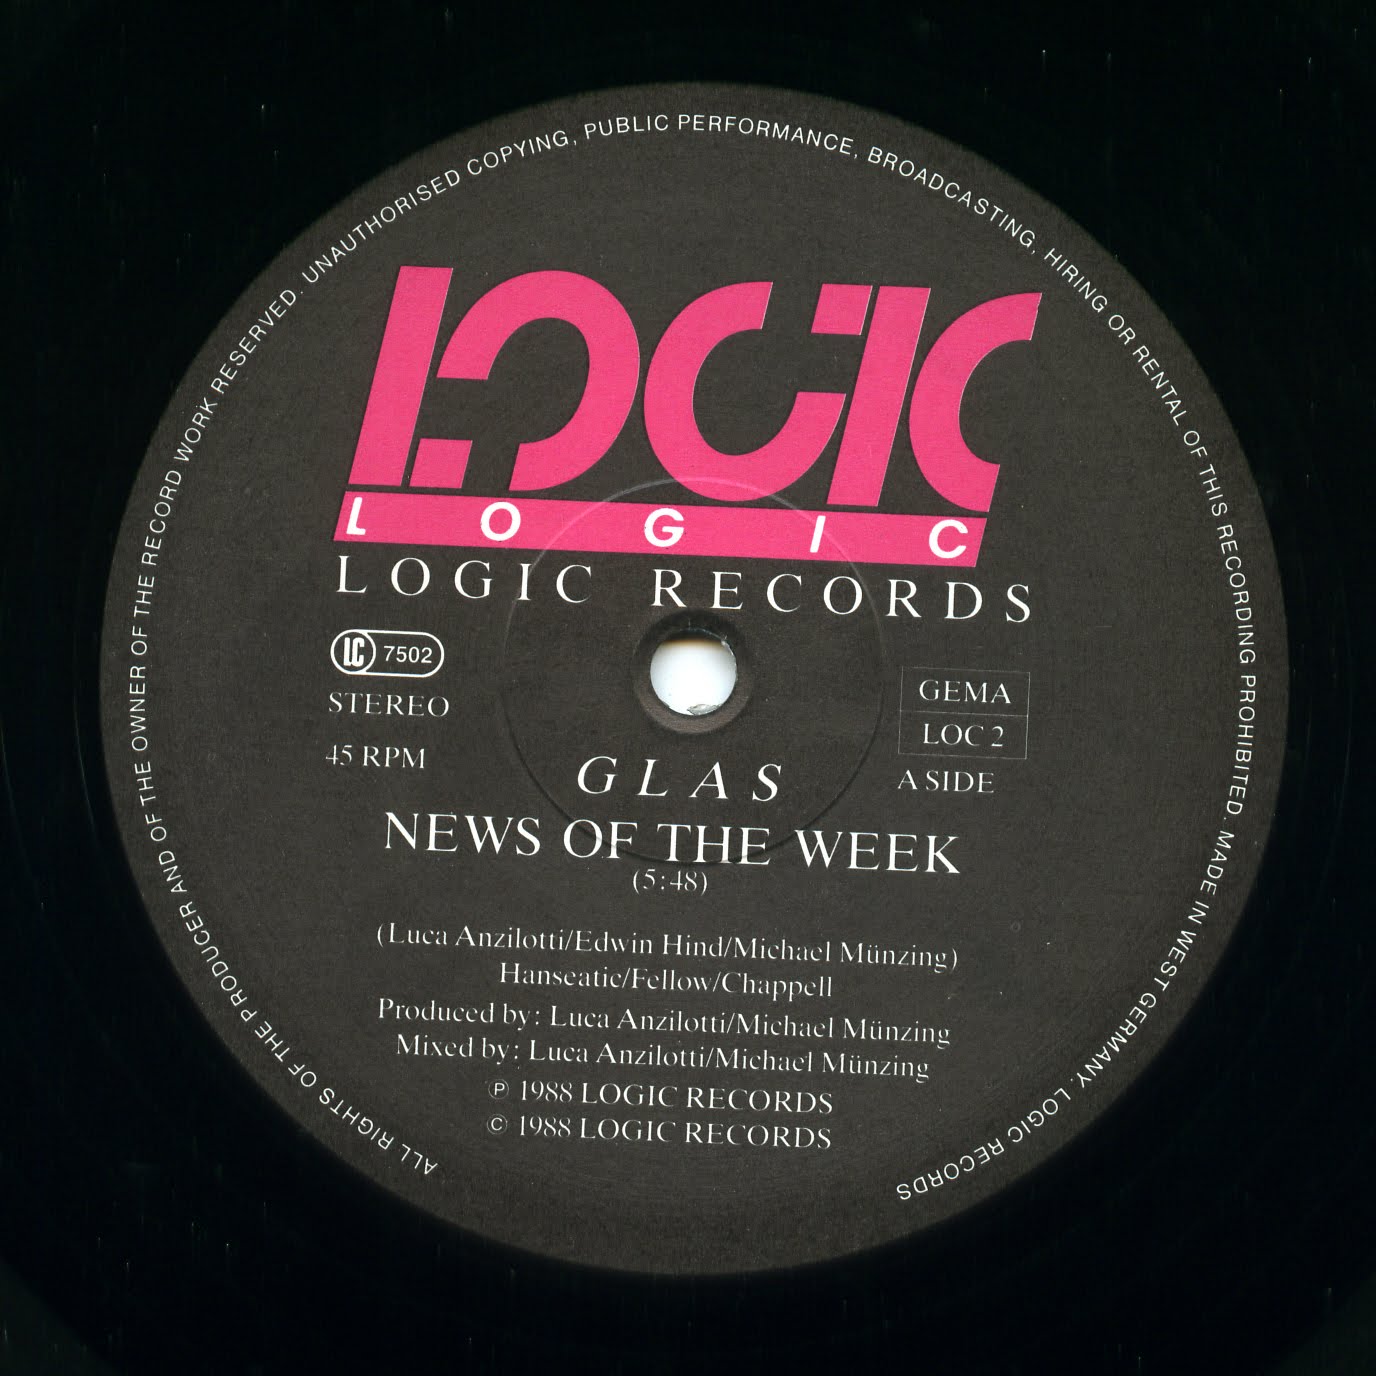 ALL RIGHTS OF THE PRODUCER AND OF THE OWNER OF THE RECORD WORK RESERVED. UNAUTHORISED COPYING, PUBLIC PERFORMANCE, BROADCASTING, HIRING OR RENTAL OF THIS RECORDING PROHIBITED. MADE IN WEST GERMANY. LOGIC RECORDS
LOGIC
LOGIC
LOGIC RECORDS
LC 7502
STEREO
45 RPM
GEMA
LOC 2
A SIDE
GLAS
NEWS OF THE WEEK
(5:48)
(Luca Anzilotti/Edwin Hind/Michael Münzing)
Hanseatic/Fellow/Chappell
Produced by: Luca Anzilotti/Michael Münzing
Mixed by: Luca Anzilotti/Michael Münzing
℗ 1988 LOGIC RECORDS
© 1988 LOGIC RECORDS